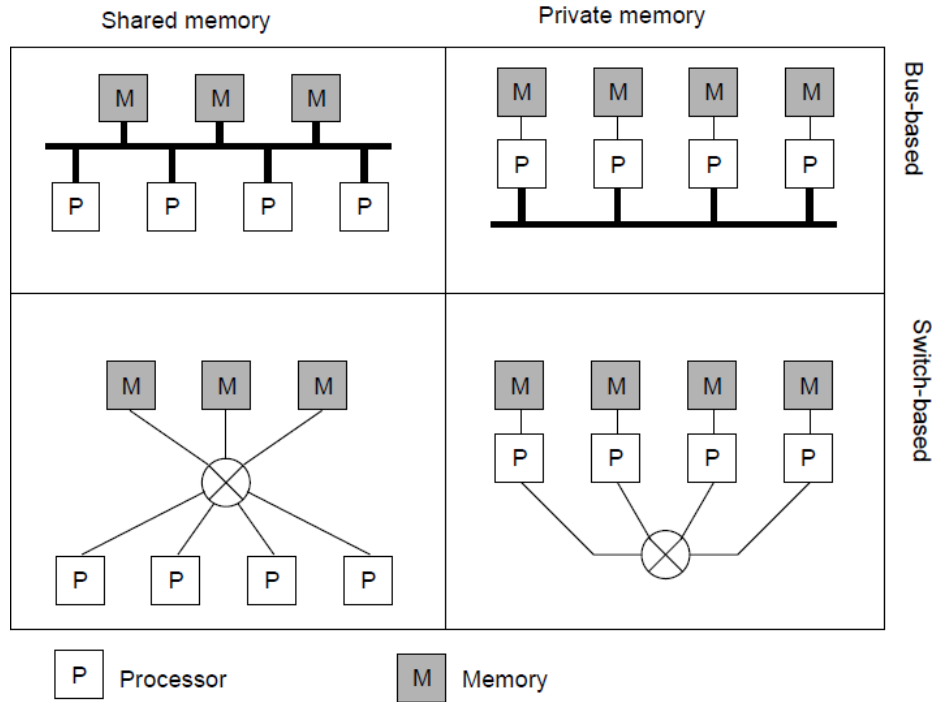 Shared memory
Private memory
M M M
P P P P
M M M M
P P P P
Bus-based
M M M
P P P P
M M M M
P P P P
Switch-based
P Processor
M Memory